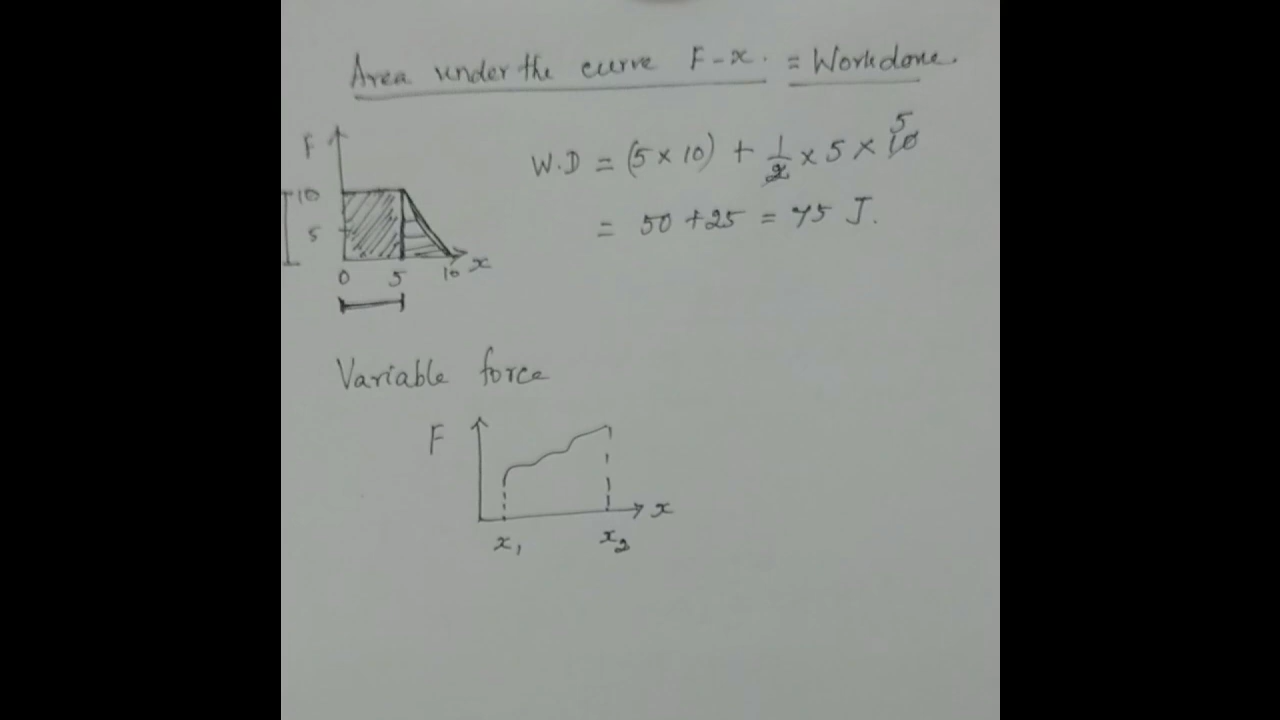 Area under the curve F-x. = Workdone.
F
10
5
0 5 10 x
W.D = (5 × 10) + 1/2 × 5 × 10 5
= 50 + 25 = 75 J.
Variable force
F
x
x1 x2